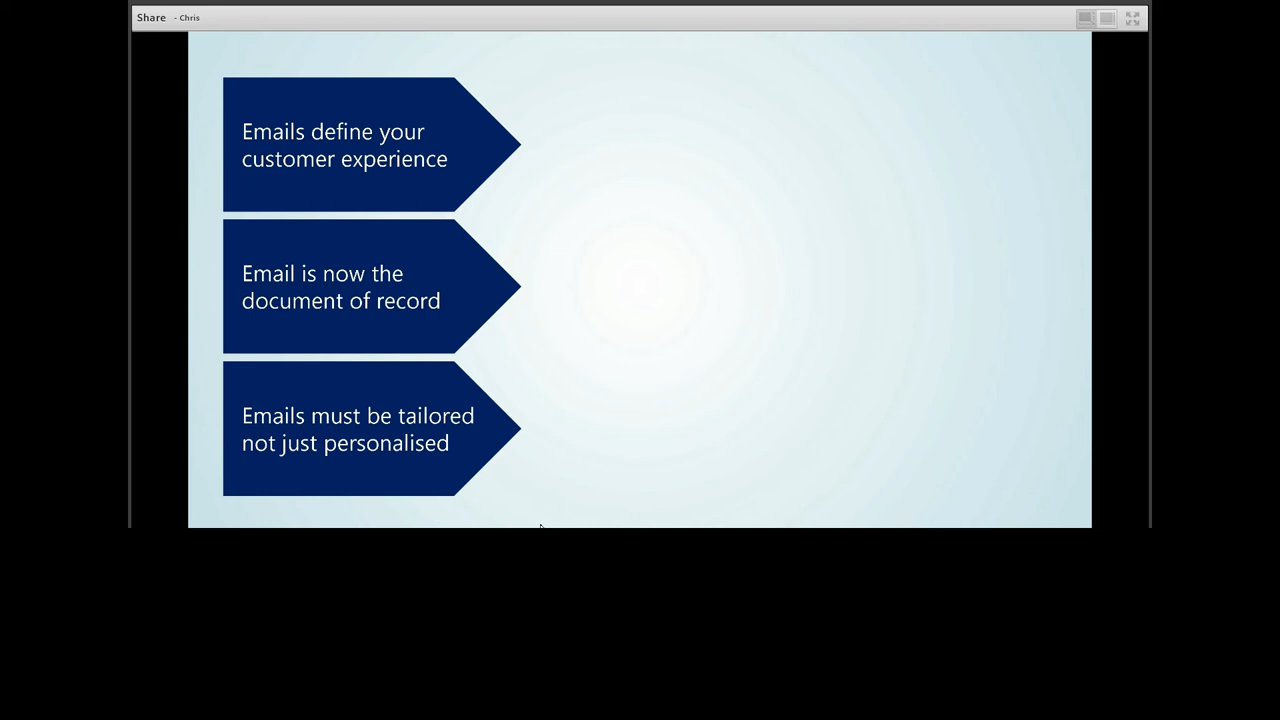 Share - Chris
Emails define your
customer experience
Email is now the
document of record
Emails must be tailored
not just personalised